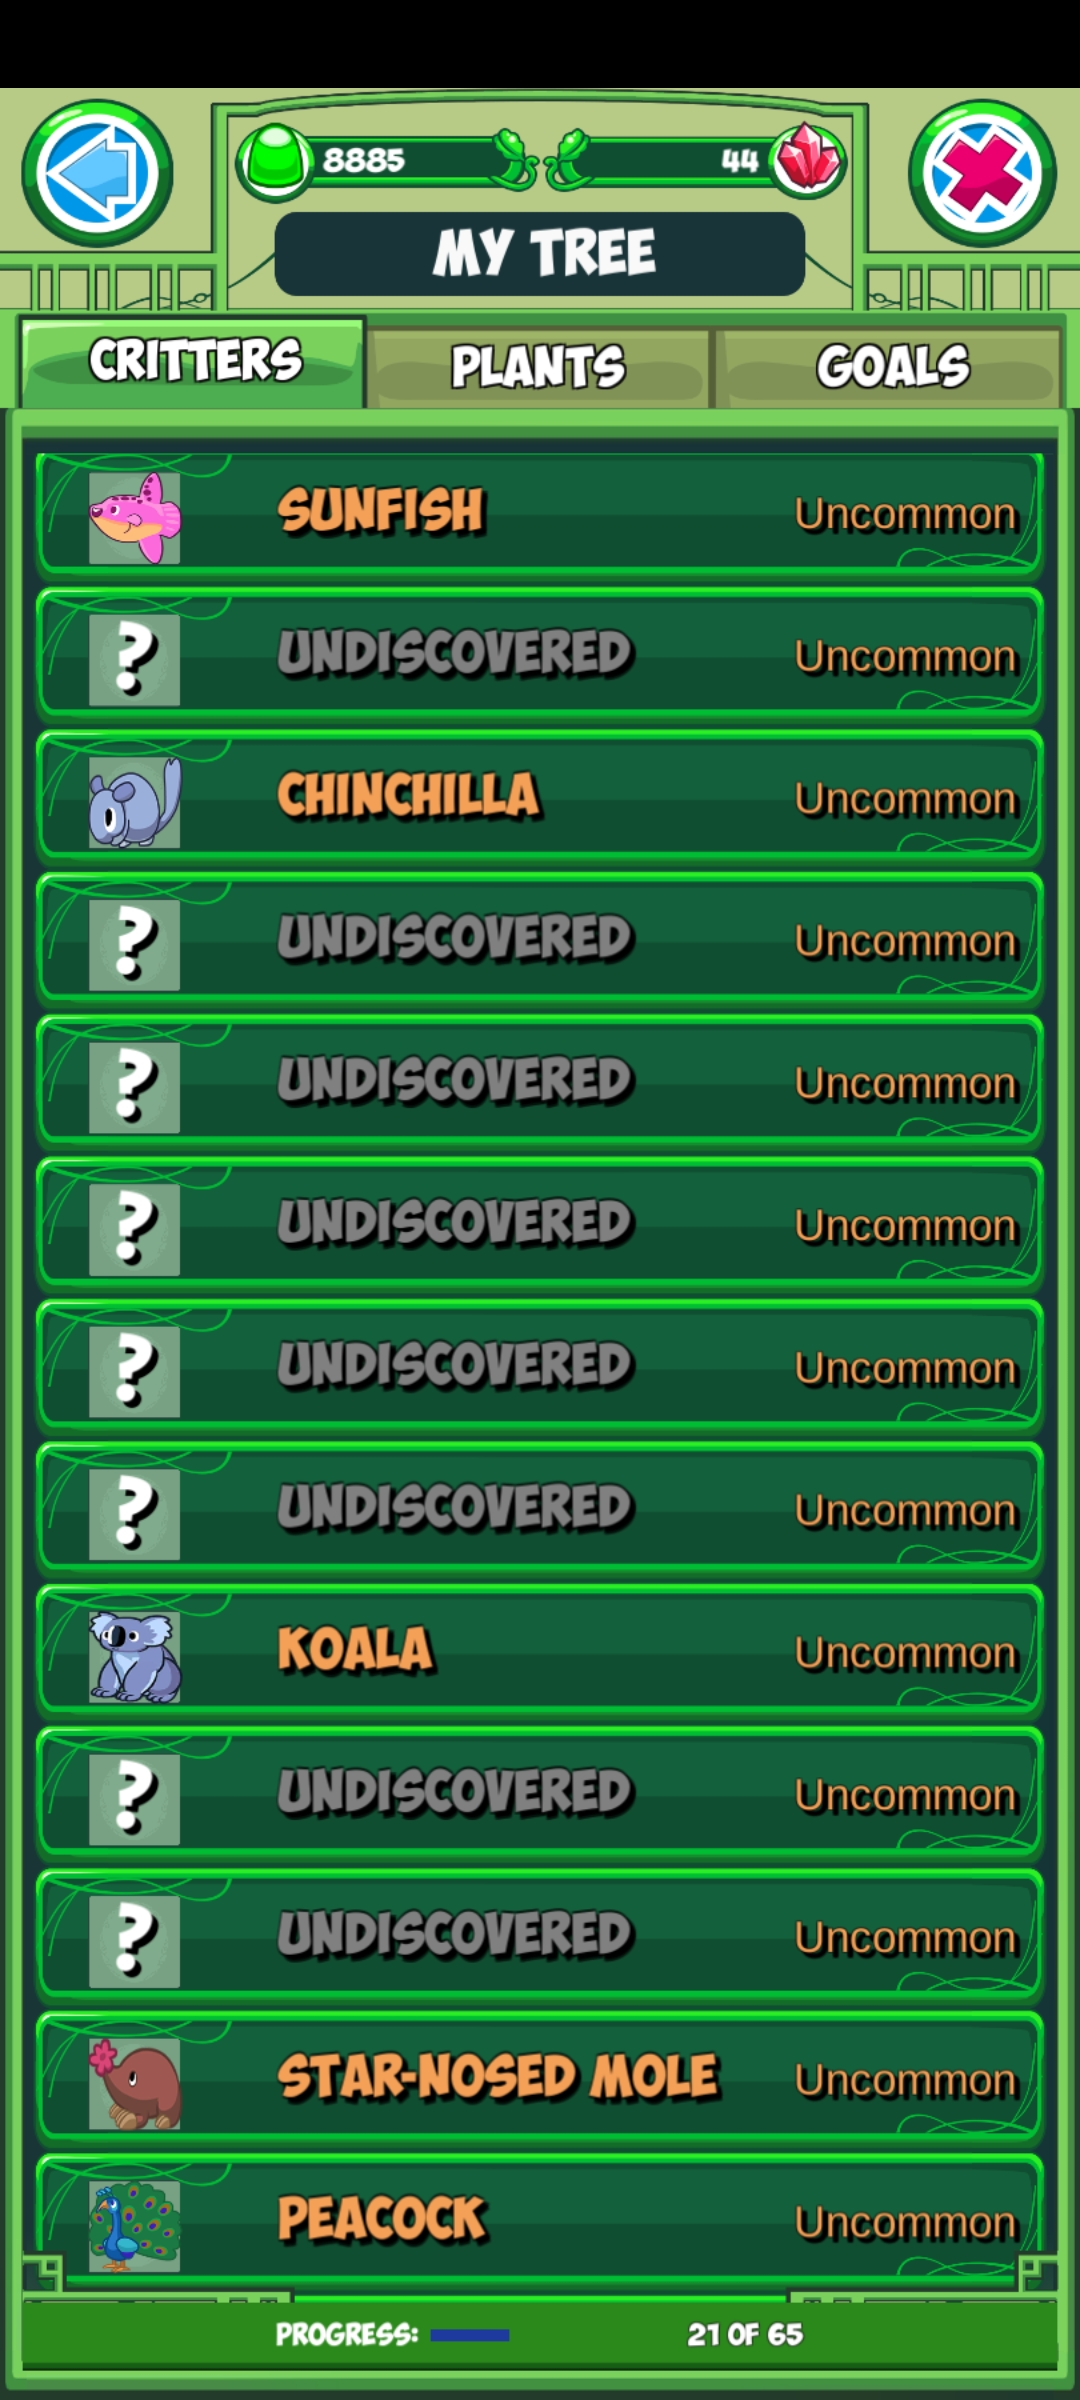 8885 44
MY TREE
CRITTERS PLANTS GOALS
SUNFISH Uncommon
? UNDISCOVERED Uncommon
CHINCHILLA Uncommon
? UNDISCOVERED Uncommon
? UNDISCOVERED Uncommon
? UNDISCOVERED Uncommon
? UNDISCOVERED Uncommon
? UNDISCOVERED Uncommon
KOALA Uncommon
? UNDISCOVERED Uncommon
? UNDISCOVERED Uncommon
STAR-NOSED MOLE Uncommon
PEACOCK Uncommon
PROGRESS: 21 OF 65